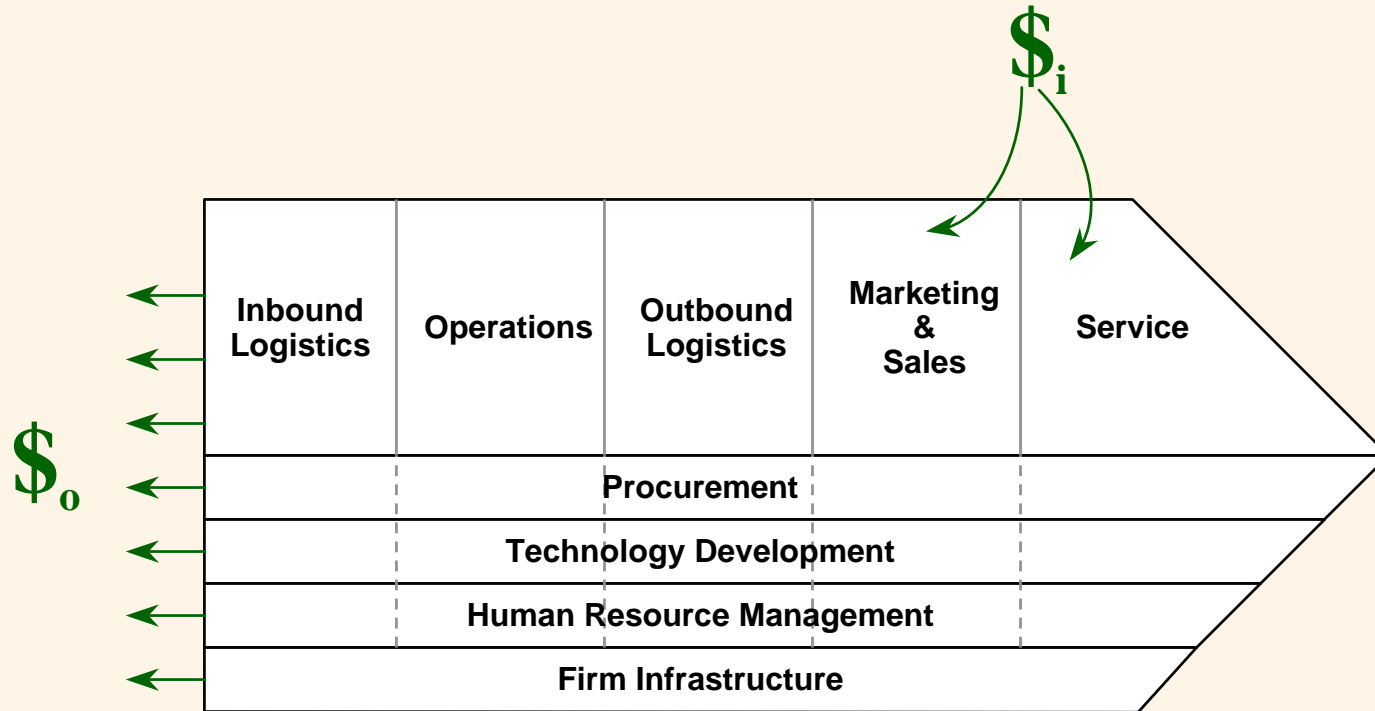 $i
Inbound
Logistics
Operations
Outbound
Logistics
Marketing
&
Sales
Service
$o
Procurement
Technology Development
Human Resource Management
Firm Infrastructure